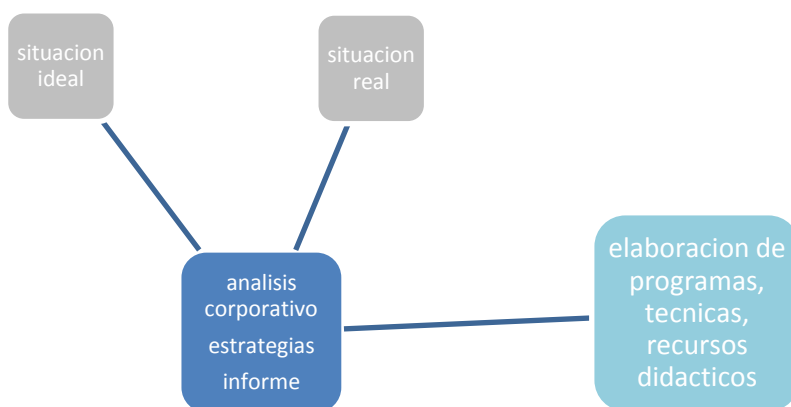 situacion
ideal
situacion
real
analisis
corporativo
estrategias
informe
elaboracion de
programas,
tecnicas,
recursos
didacticos